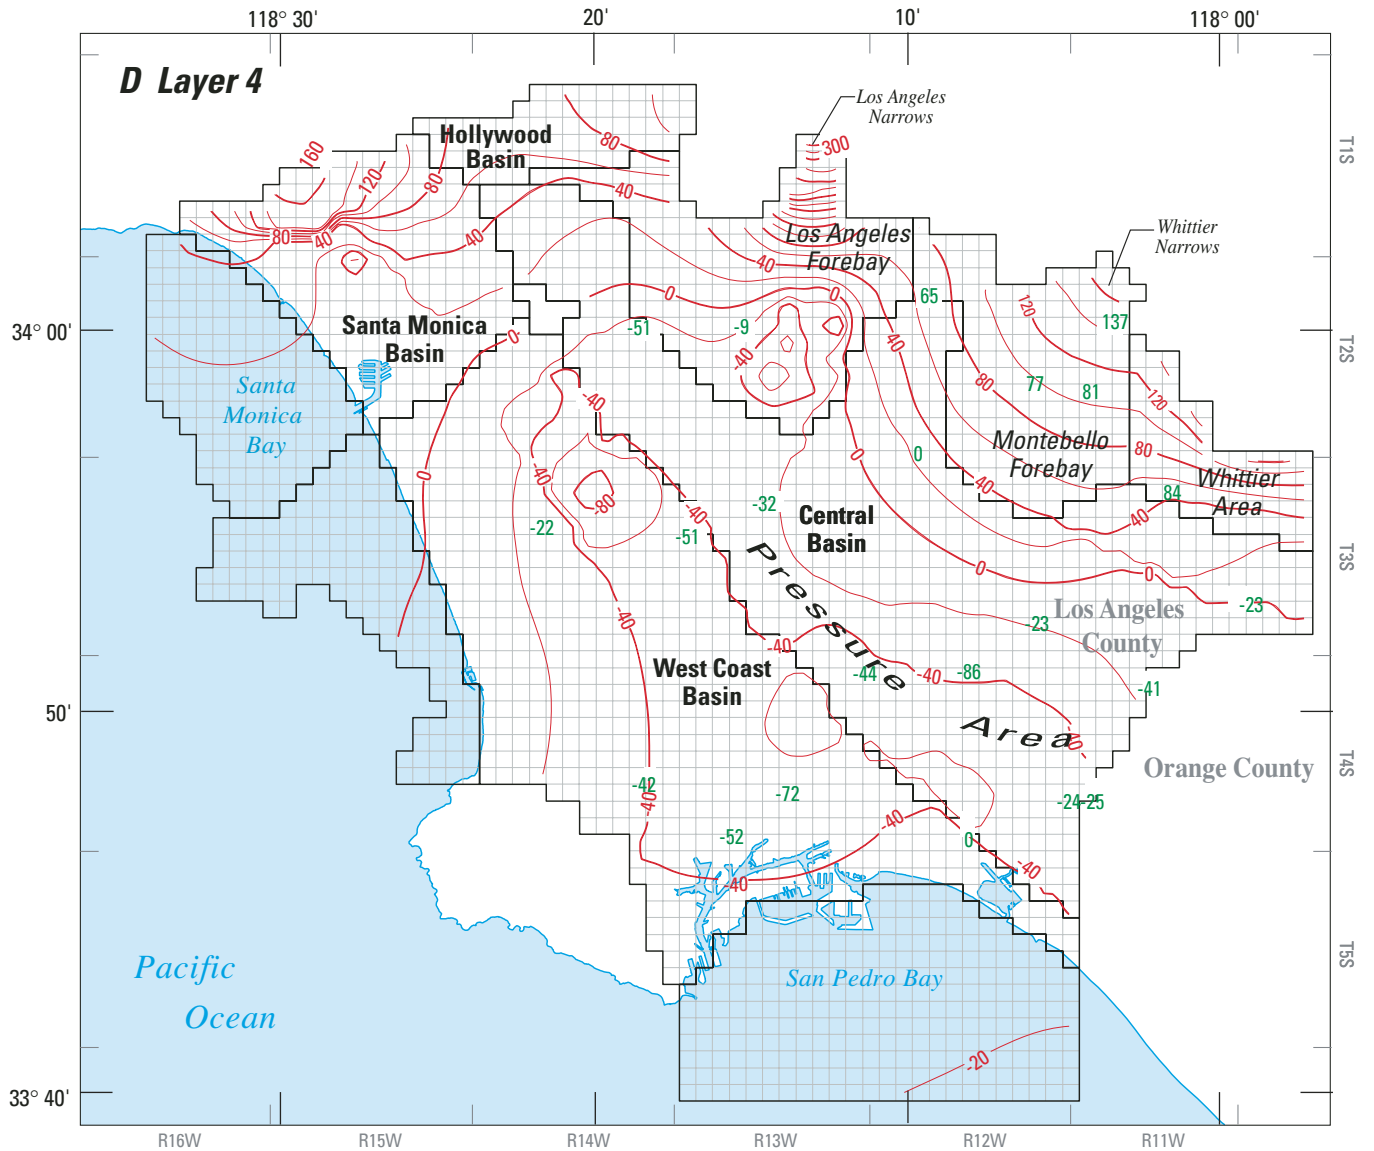 118° 30'
20'
10'
118° 00'
D Layer 4
Los Angeles
Narrows
Hollywood
Basin
80
300
160
120
80
40
T1S
Whittier
Narrows
Los Angeles
Forebay
80
40
40
40
0
0
65
120
137
34° 00'
Santa Monica
Basin
0
-51
-9
40
-40
T2S
Santa
Monica
Bay
80
77
81
120
-40
Montebello
Forebay
80
Whittier
Area
0
0
-40
40
84
-80
-32
-40
40
Central
Basin
-22
-51
Pressure
Area
0
0
T3S
-40
Los Angeles
County
-23
-23
-40
West Coast
Basin
-44
-40
-86
-41
50'
-40
Orange County
T4S
-42
-40
-72
-24
-25
-52
-40
0
-40
-40
Pacific
Ocean
San Pedro Bay
T5S
-20
33° 40'
R16W
R15W
R14W
R13W
R12W
R11W